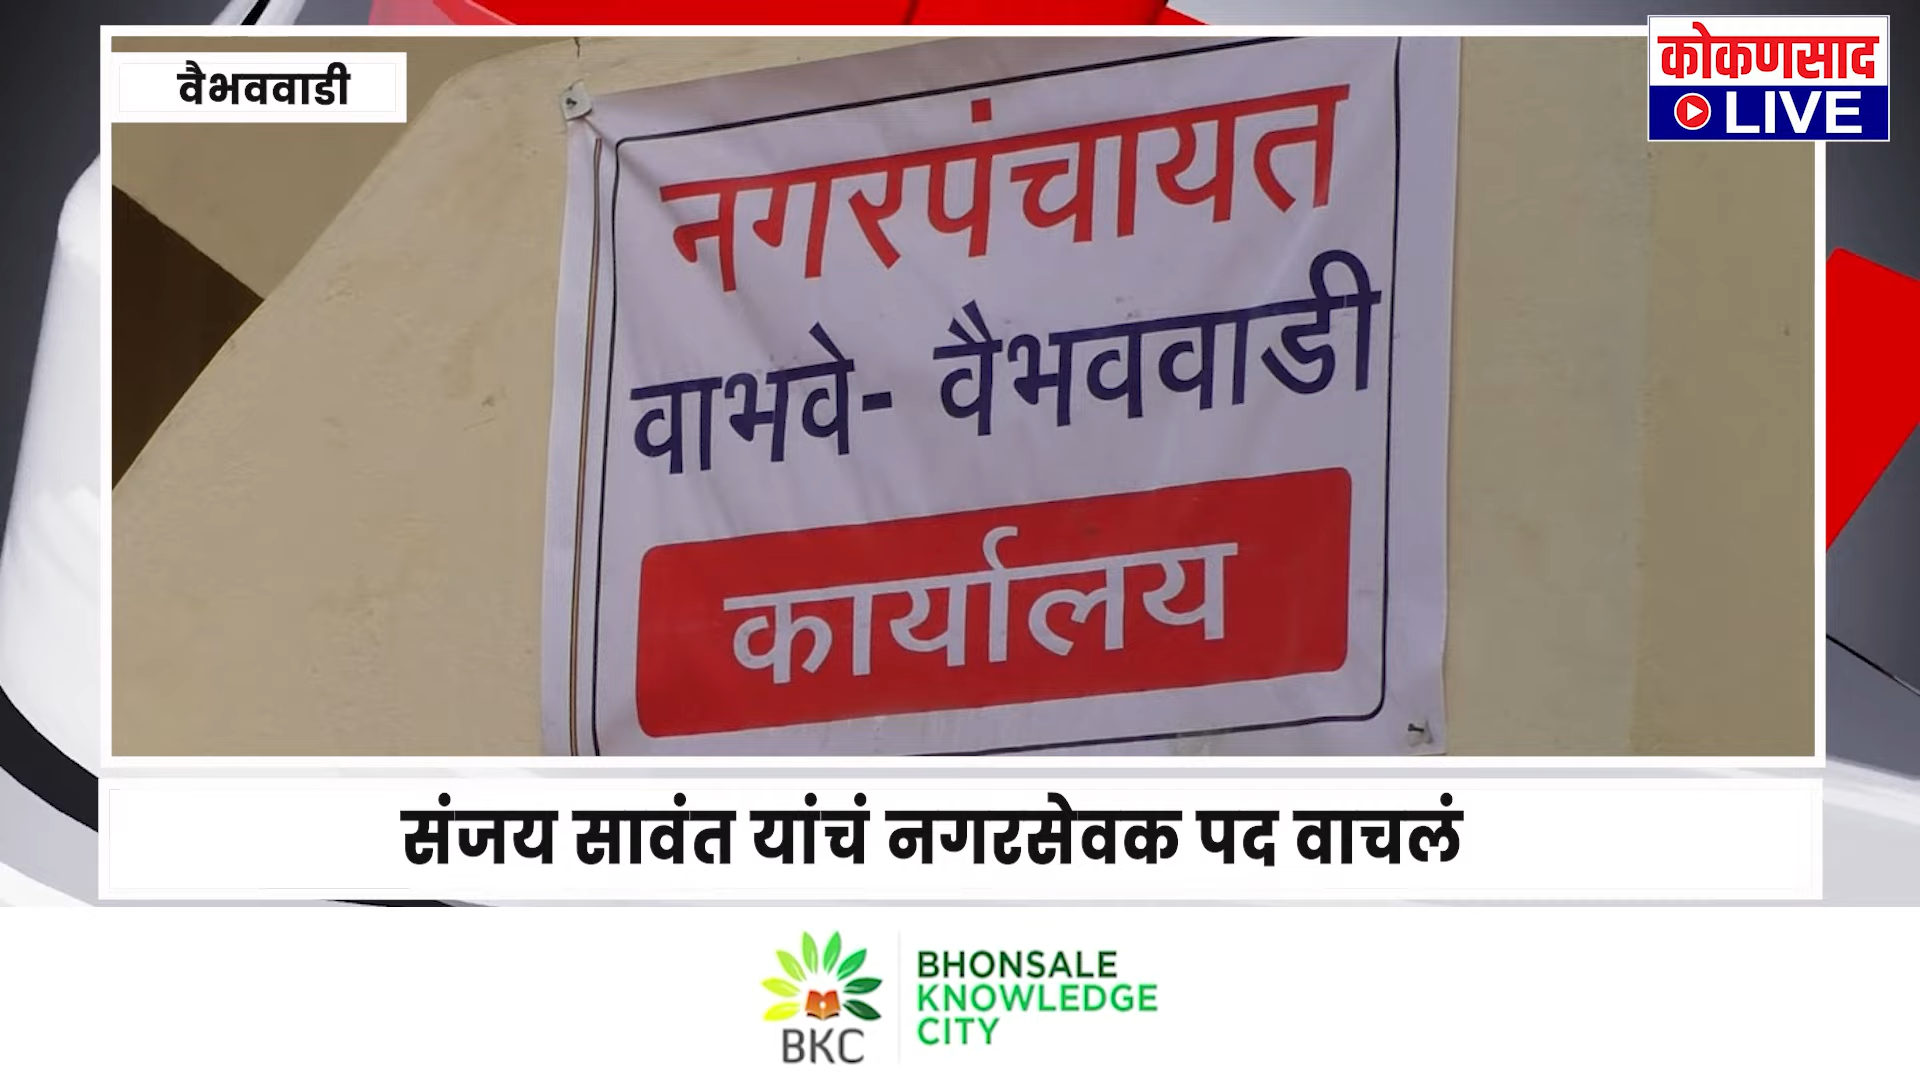 वैभववाडी
कोकणसाद
LIVE
नगरपंचायत
वाभवे- वैभववाडी
कार्यालय
संजय सावंत यांचं नगरसेवक पद वाचलं
BKC
BHONSALE
KNOWLEDGE
CITY